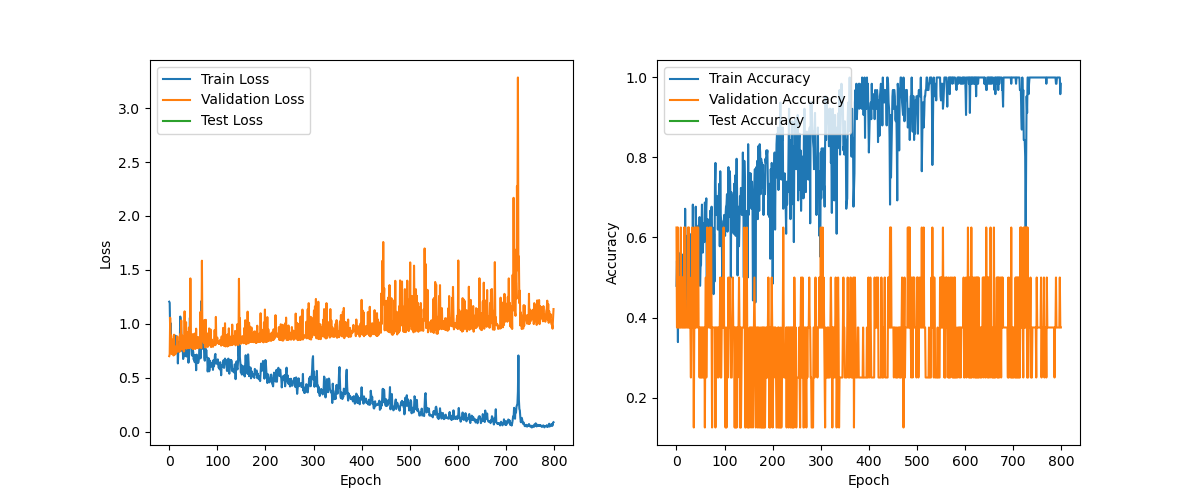 Train Loss
Validation Loss
Test Loss
3.0
2.5
2.0
1.5
1.0
0.5
0.0
Loss
0 100 200 300 400 500 600 700 800
Epoch
Train Accuracy
Validation Accuracy
Test Accuracy
1.0
0.8
0.6
0.4
0.2
Accuracy
0 100 200 300 400 500 600 700 800
Epoch